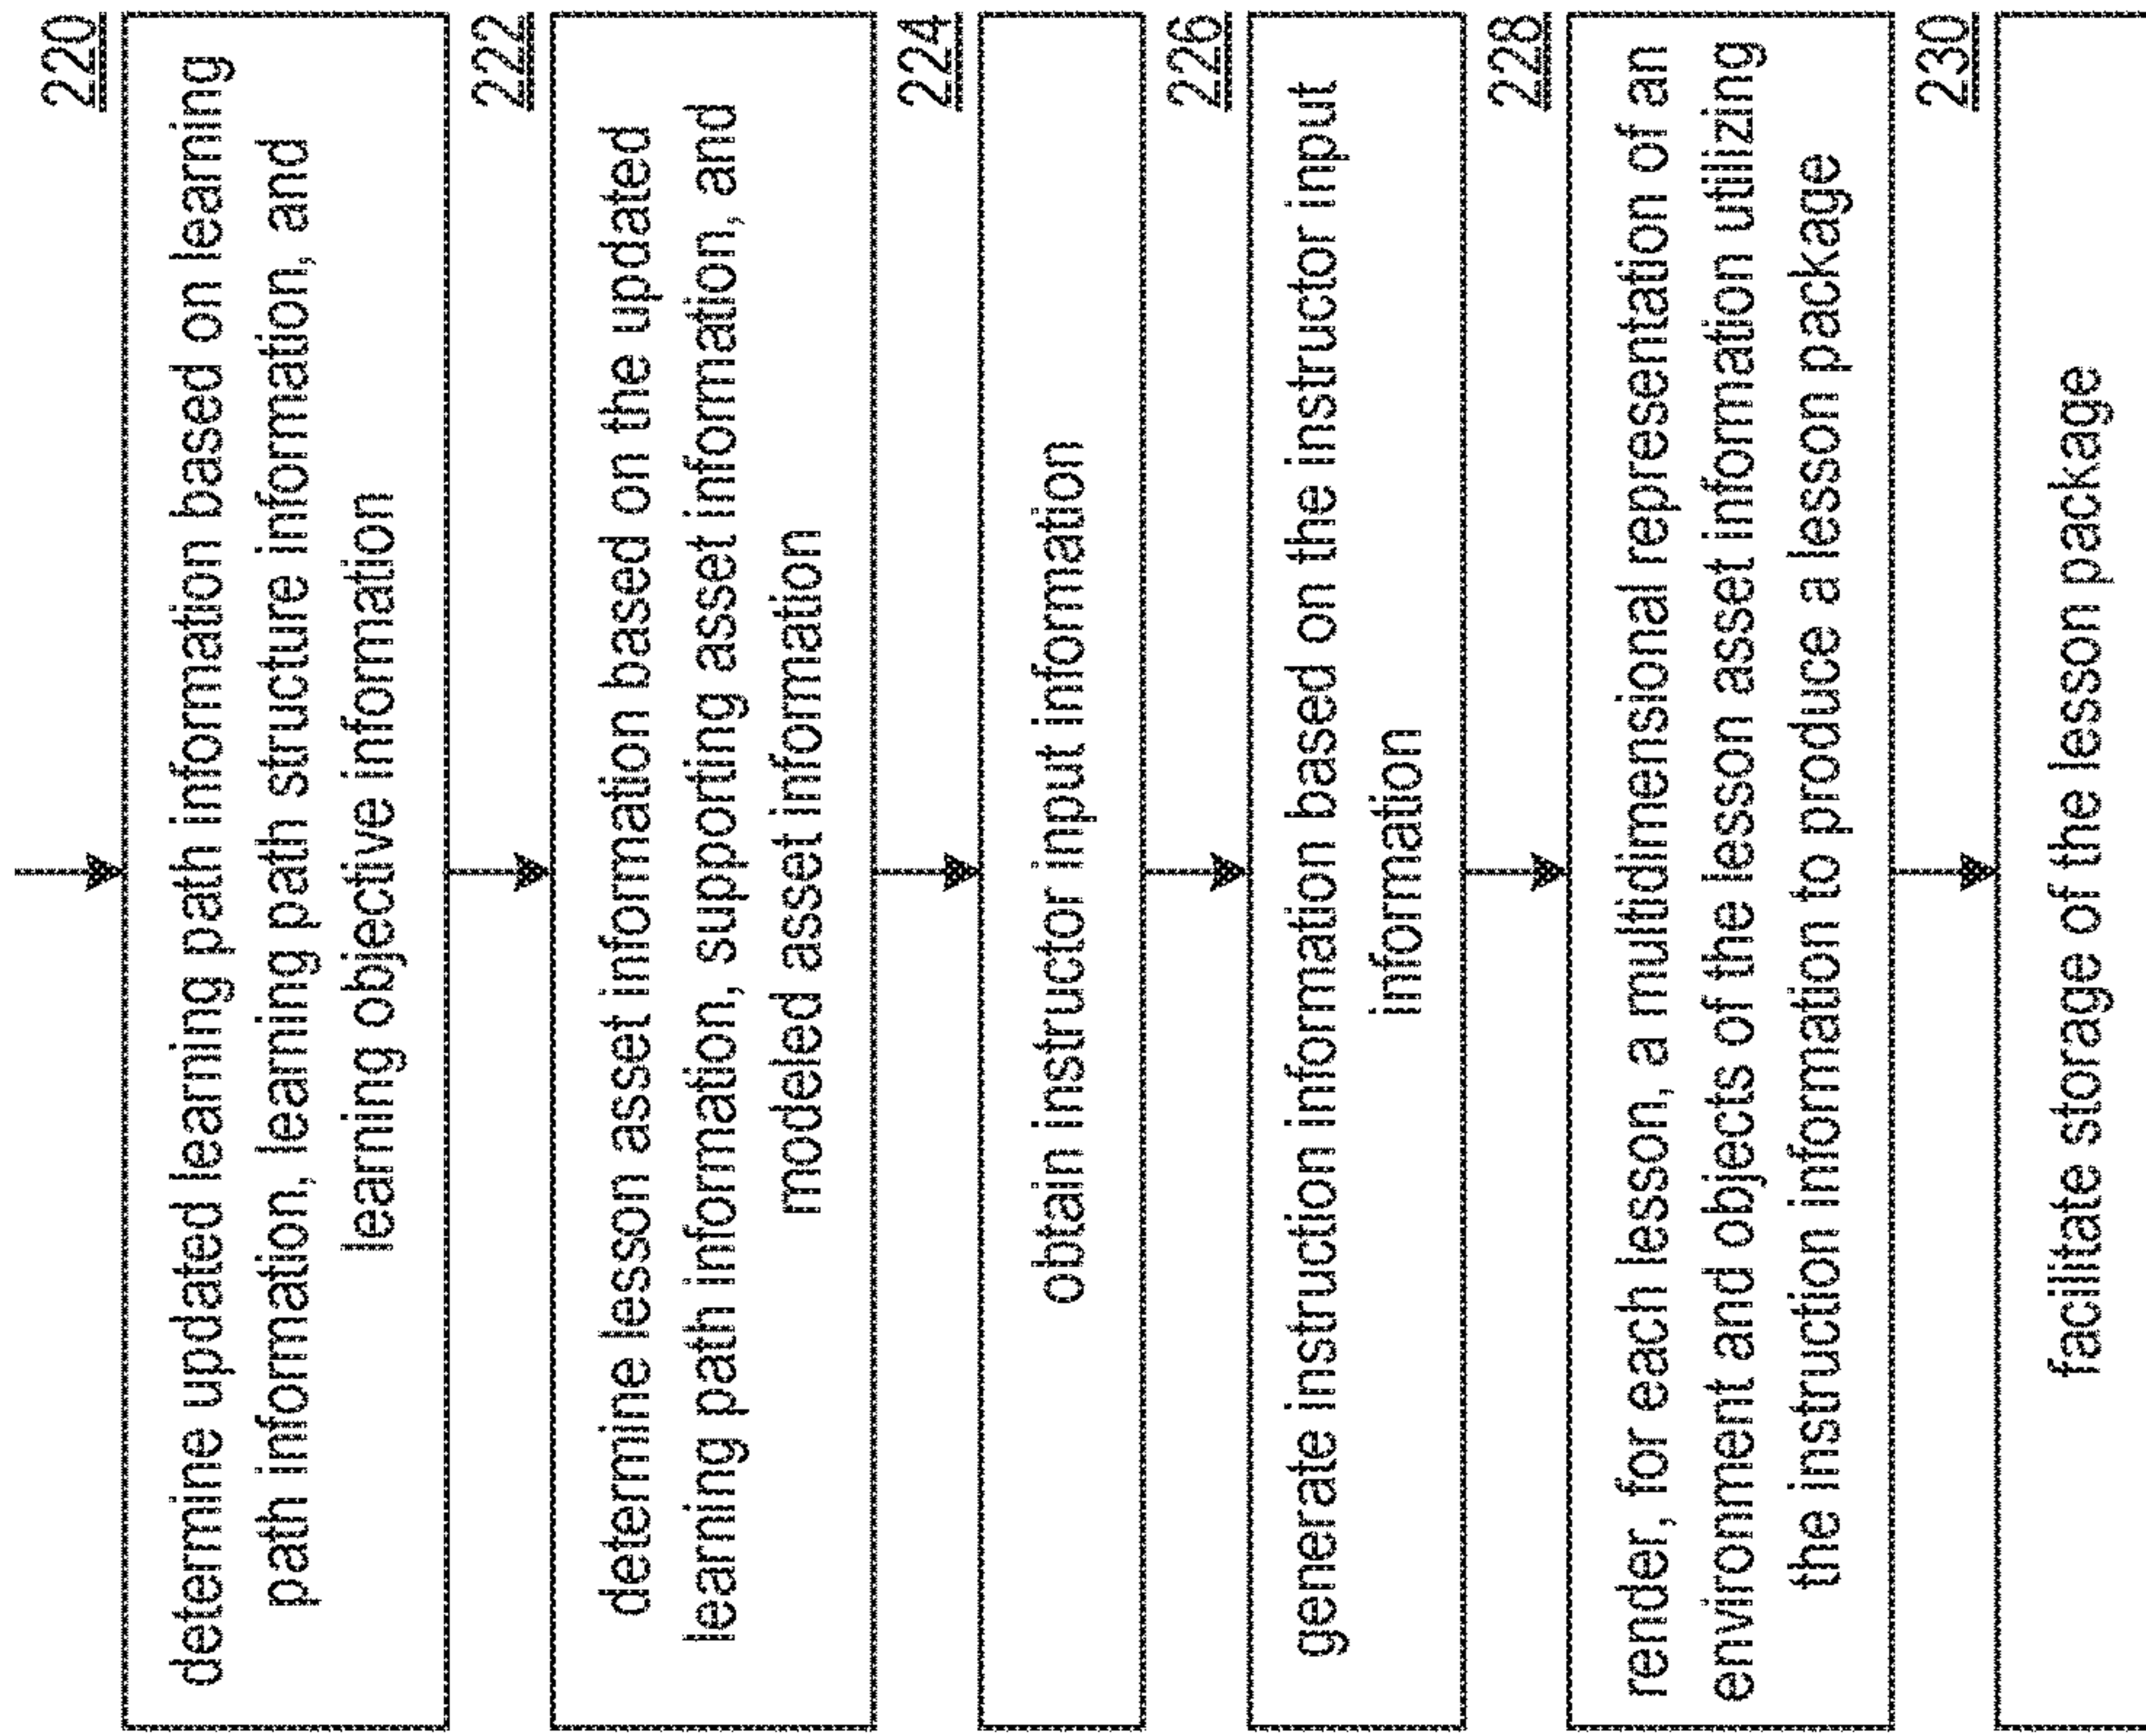 220
determine updated learning path information based on learning
path information, learning path structure information, and
learning objective information
222
determine lesson asset information based on the updated
learning path information, supporting asset information, and
modeled asset information
224
obtain instructor input information
226
generate instruction information based on the instructor input
information
228
render, for each lesson, a multidimensional representation of an
environment and objects of the lesson asset information utilizing
the instruction information to produce a lesson package
230
facilitate storage of the lesson package